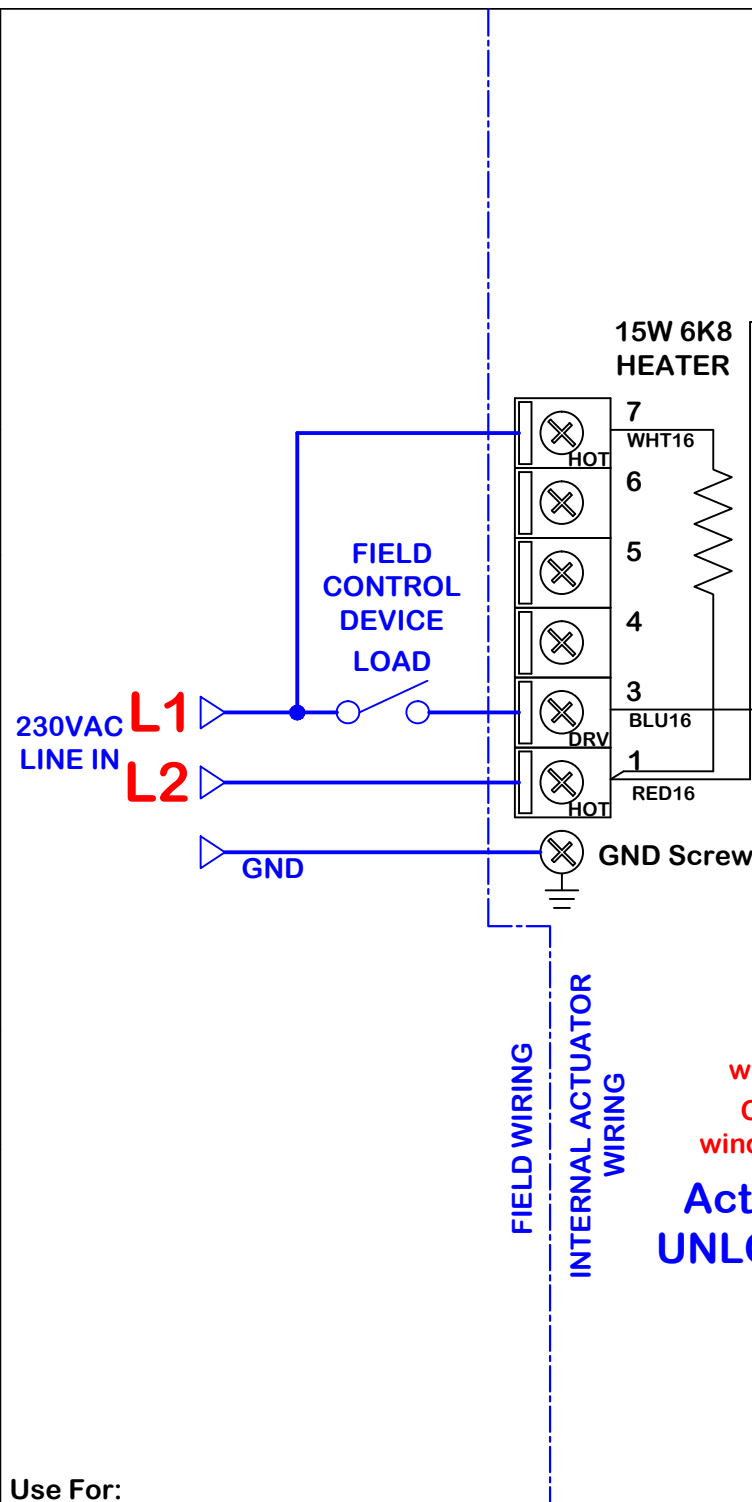 15W 6K8
HEATER
7
WHT16
HOT
6
5
4
3
BLU16
DRV
1
RED16
HOT
FIELD
CONTROL
DEVICE
LOAD
230VAC
LINE IN
L1
L2
GND
GND Screw
FIELD WIRING
INTERNAL ACTUATOR
WIRING
Use For: